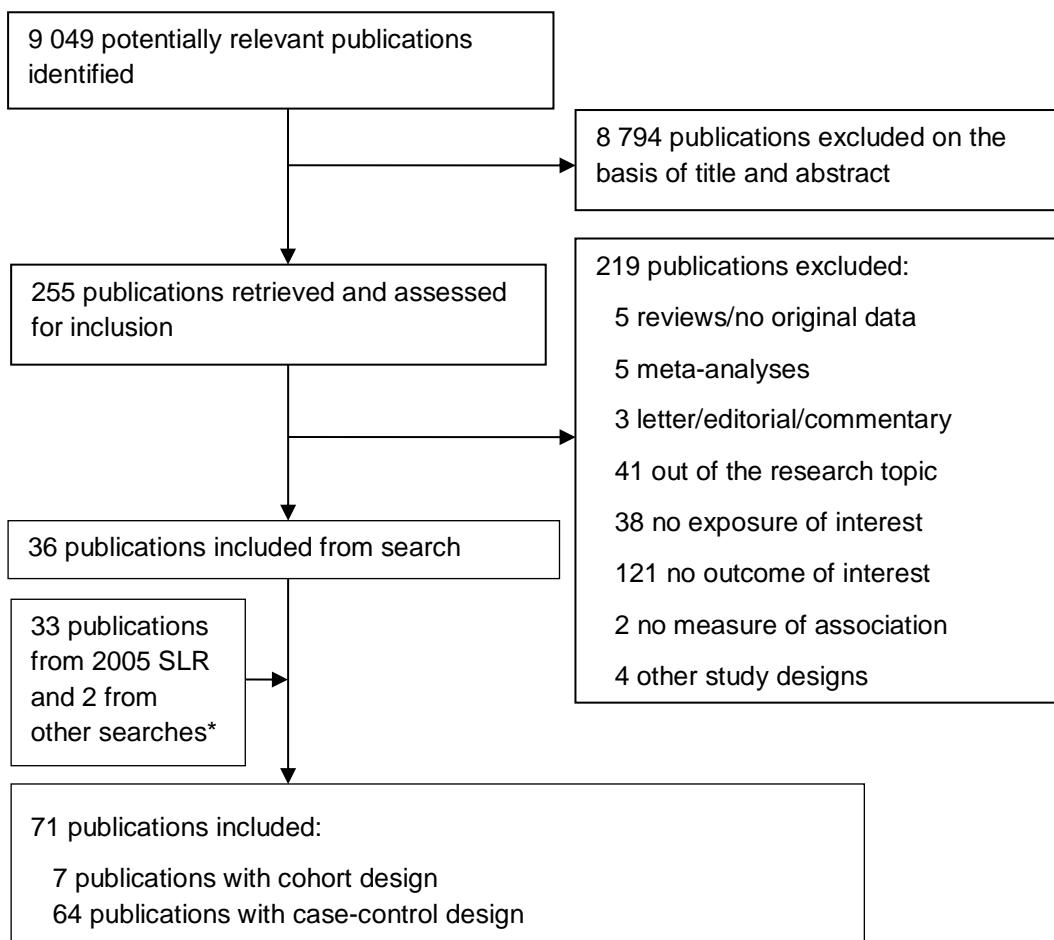 9 049 potentially relevant publications
identified
8 794 publications excluded on the
basis of title and abstract
255 publications retrieved and assessed
for inclusion
219 publications excluded:
5 reviews/no original data
5 meta-analyses
3 letter/editorial/commentary
41 out of the research topic
38 no exposure of interest
121 no outcome of interest
2 no measure of association
4 other study designs
36 publications included from search
33 publications
from 2005 SLR
and 2 from
other searches*
71 publications included:
7 publications with cohort design
64 publications with case-control design